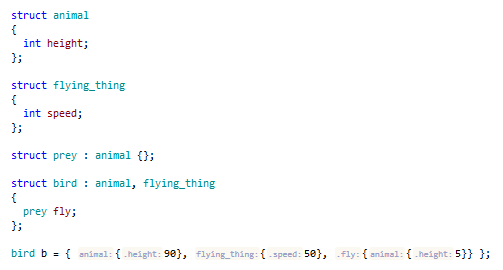 struct animal
{
int height;
};
struct flying_thing
{
int speed;
};
struct prey : animal {};
struct bird : animal, flying_thing
{
prey fly;
};
bird b = { animal:{.height:90}, flying_thing:{.speed:50}, .fly:{animal:{.height:5}} };